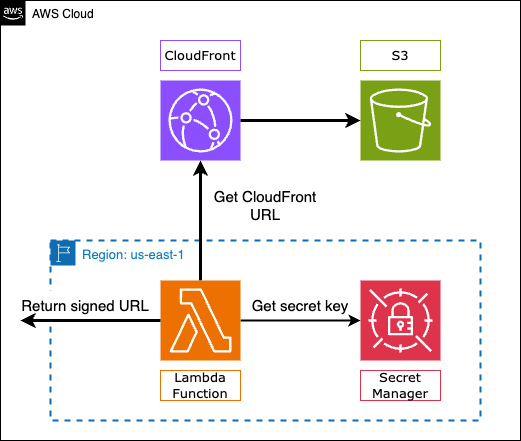 aws
AWS Cloud
CloudFront
S3
Get CloudFront
URL
Region: us-east-1
Return signed URL
Get secret key
Lambda
Function
Secret
Manager